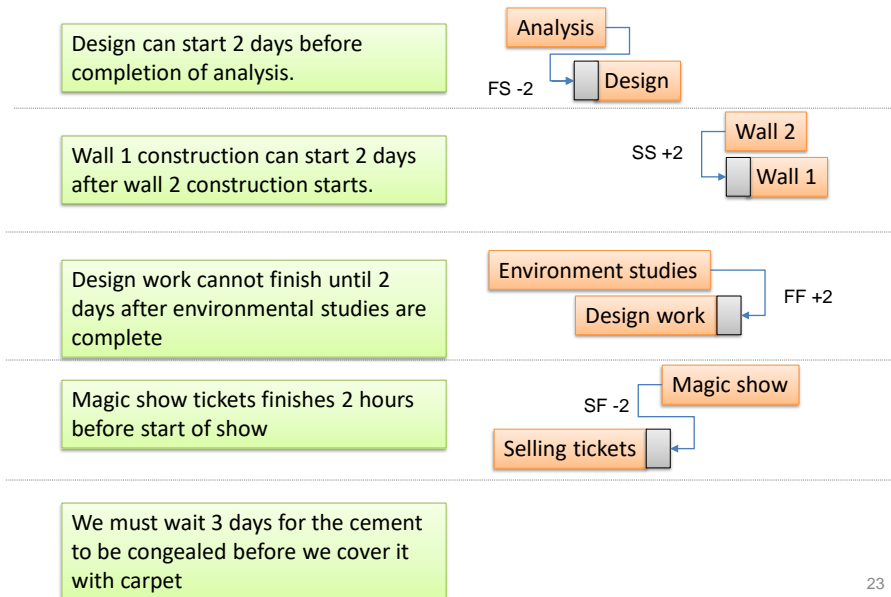 Design can start 2 days before
completion of analysis.
Analysis
FS -2
Design
Wall 1 construction can start 2 days
after wall 2 construction starts.
Wall 2
SS +2
Wall 1
Design work cannot finish until 2
days after environmental studies are
complete
Environment studies
FF +2
Design work
Magic show tickets finishes 2 hours
before start of show
Magic show
SF -2
Selling tickets
We must wait 3 days for the cement
to be congealed before we cover it
with carpet
23